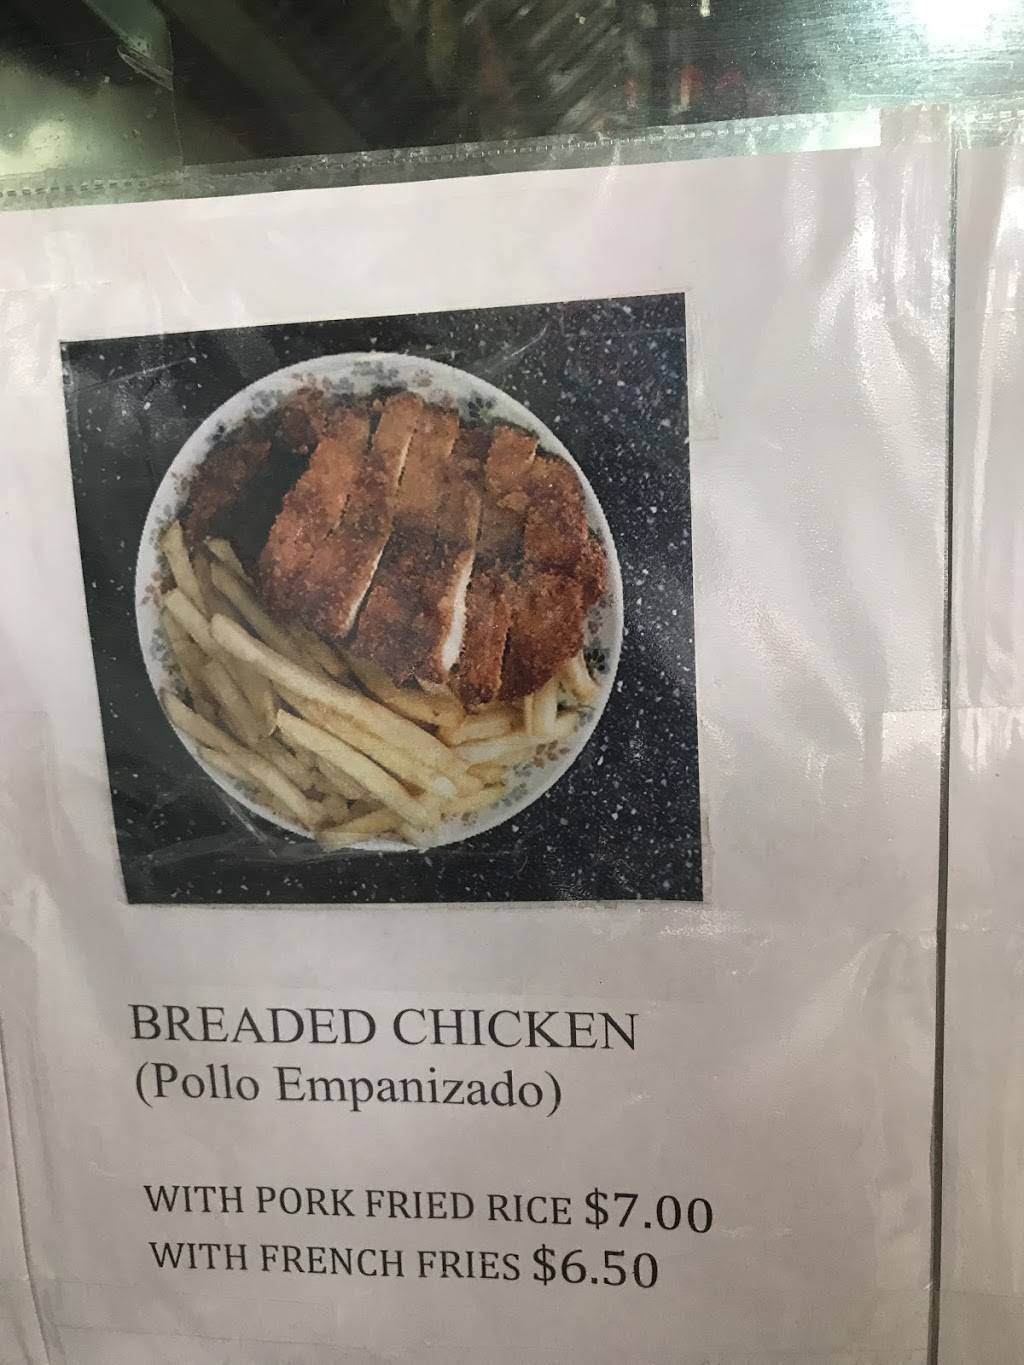 BREADED CHICKEN
(Pollo Empanizado)
WITH PORK FRIED RICE $7.00
WITH FRENCH FRIES $6.50